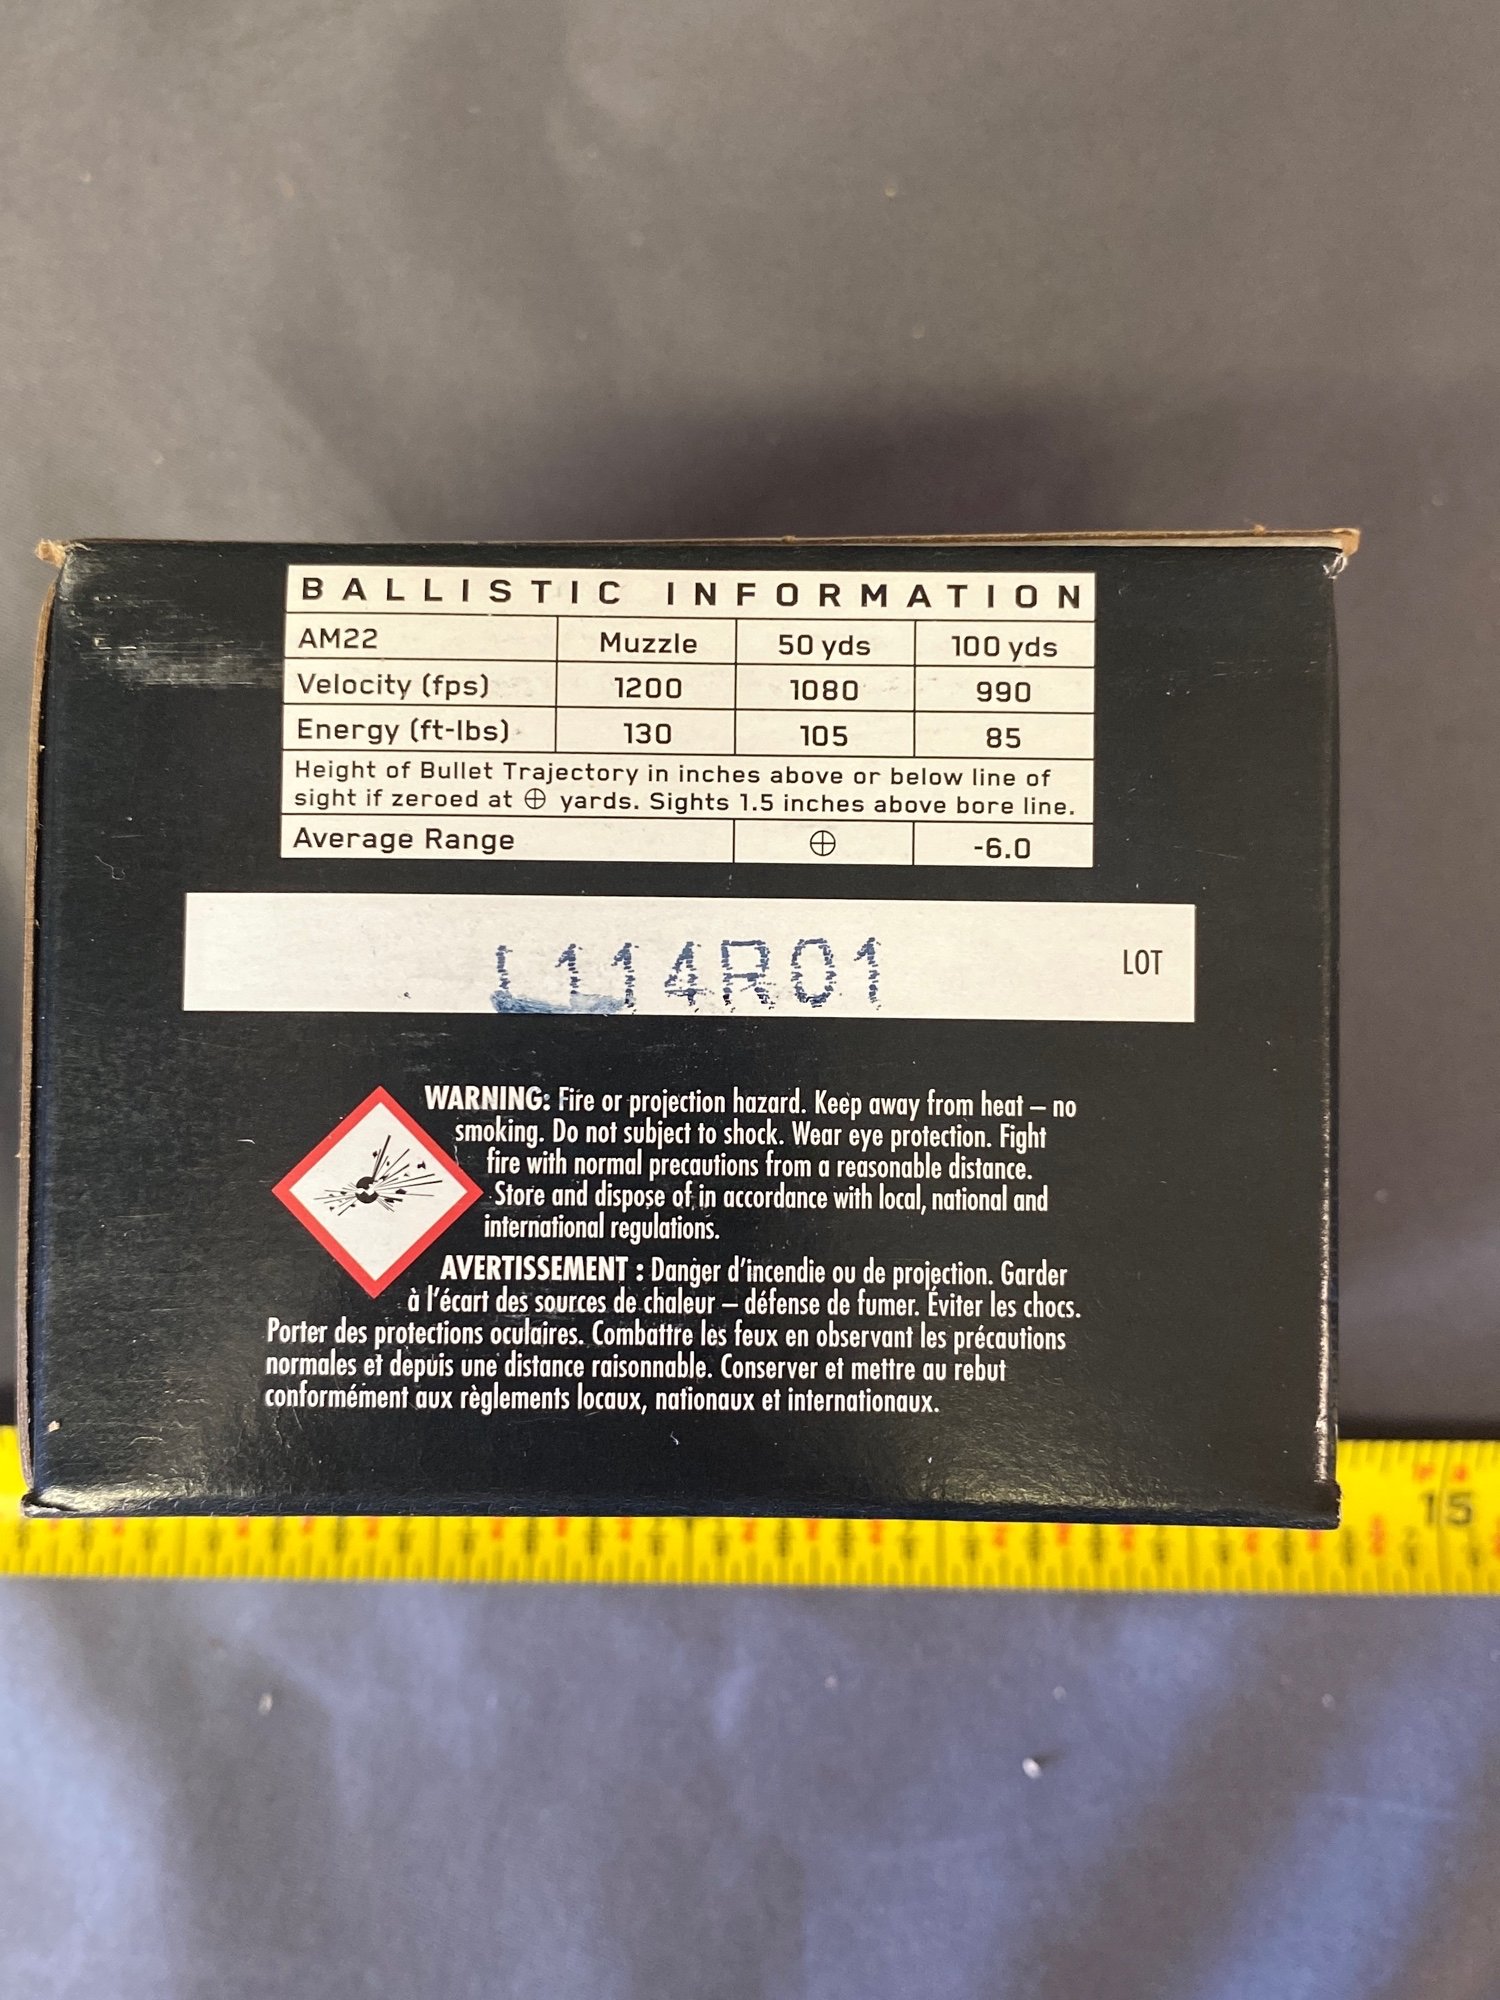 BALLISTIC INFORMATION
AM22 Muzzle 50 yds 100 yds
Velocity (fps) 1200 1080 990
Energy (ft-lbs) 130 105 85
Height of Bullet Trajectory in inches above or below line of
sight if zeroed at ⊕ yards. Sights 1.5 inches above bore line.
Average Range ⊕ -6.0
L114R01 LOT
WARNING: Fire or projection hazard. Keep away from heat – no
smoking. Do not subject to shock. Wear eye protection. Fight
fire with normal precautions from a reasonable distance.
Store and dispose of in accordance with local, national and
international regulations.
AVERTISSEMENT : Danger d'incendie ou de projection. Garder
à l'écart des sources de chaleur – défense de fumer. Éviter les chocs.
Porter des protections oculaires. Combattre les feux en observant les précautions
normales et depuis une distance raisonnable. Conserver et mettre au rebut
conformément aux règlements locaux, nationaux et internationaux.
15